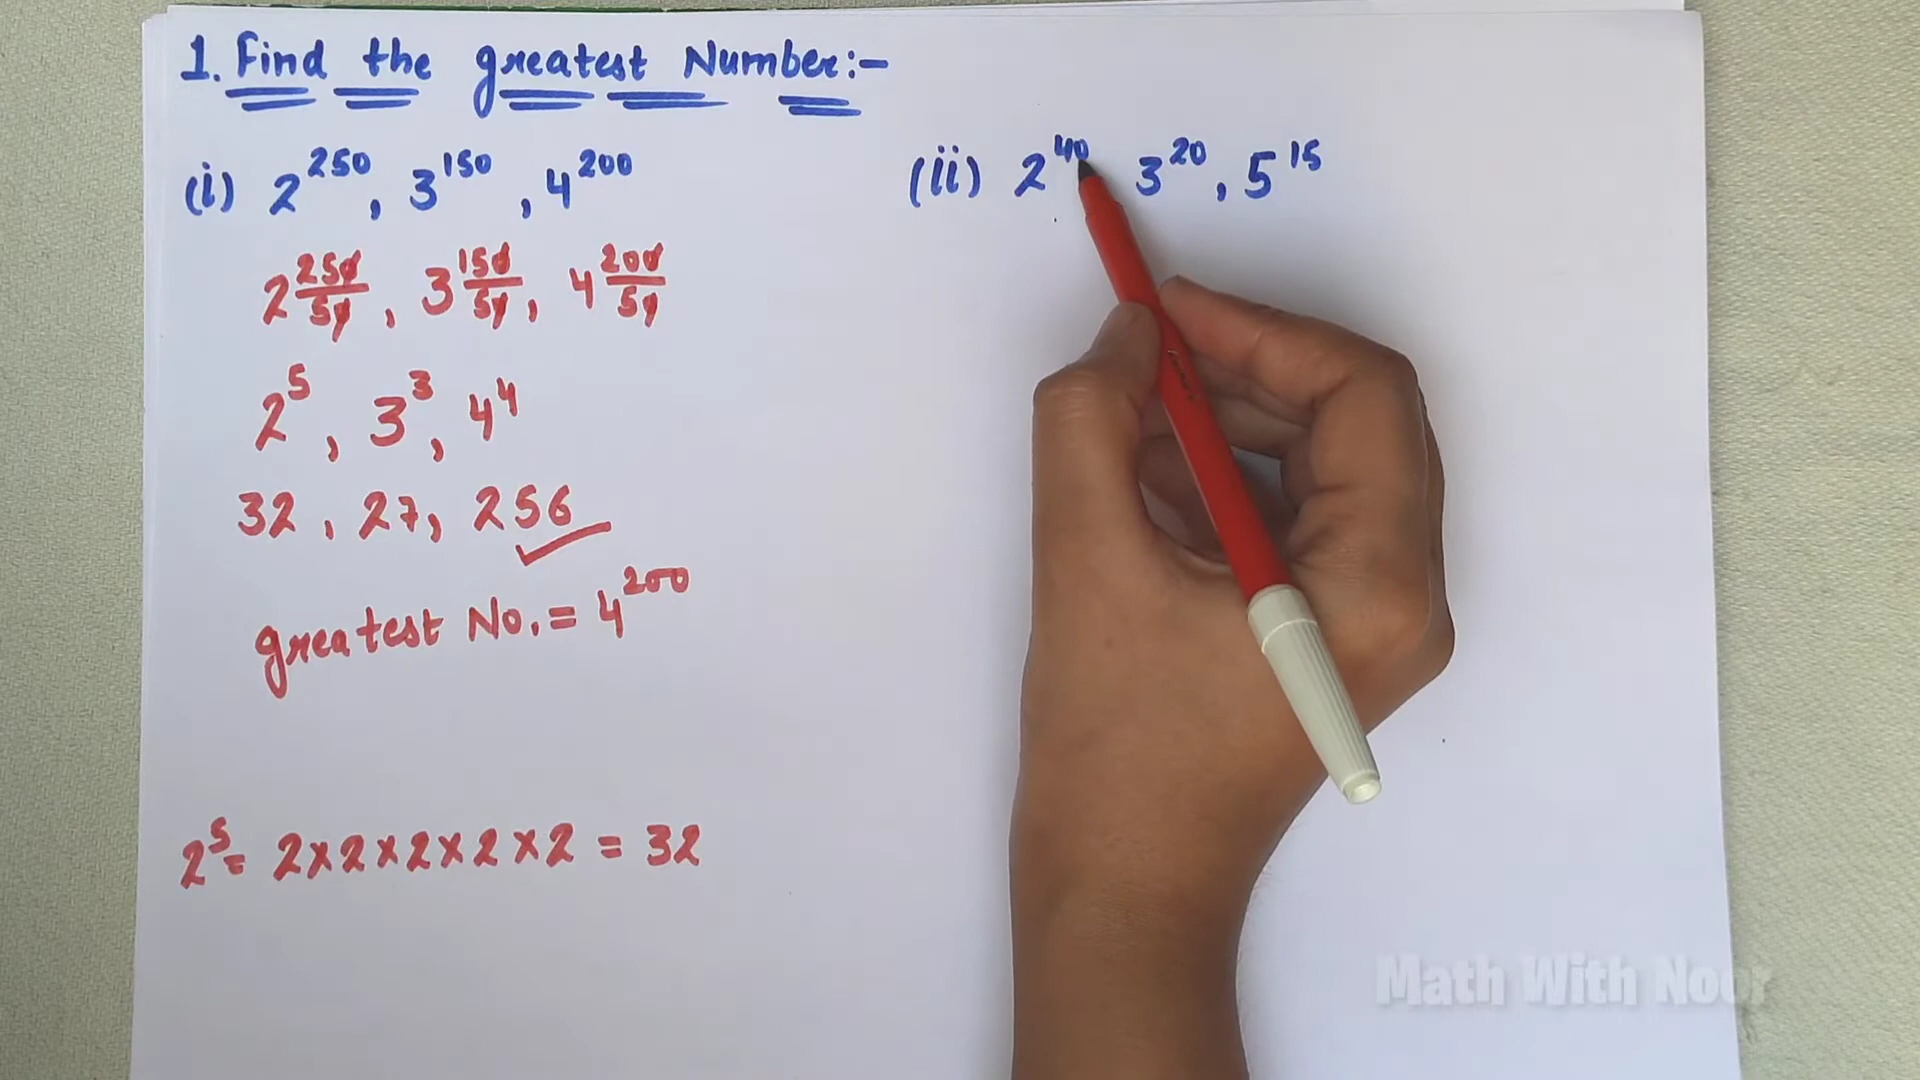 1. Find the greatest Number:-
(i) 2^250, 3^150, 4^200
2^250/50, 3^150/50, 4^200/50
2^5, 3^3, 4^4
32, 27, 256
greatest No. = 4^200
2^5 = 2×2×2×2×2 = 32
(ii) 2^40 3^20, 5^15
Math With Noor